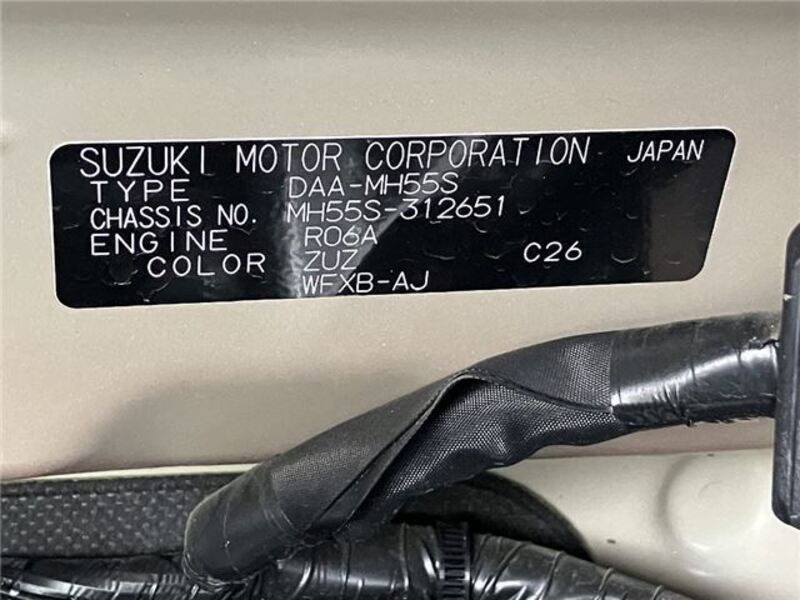 SUZUKI MOTOR CORPORATION JAPAN
TYPE DAA-MH55S
CHASSIS NO. MH55S-312651
ENGINE R06A
COLOR ZUZ C26
WFXB-AJ